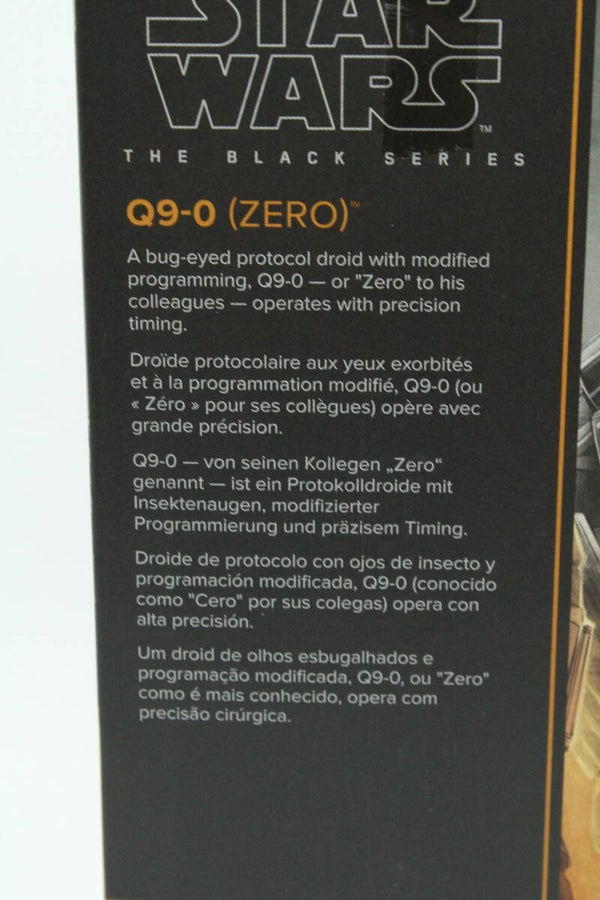 STAR
WARS™
THE BLACK SERIES
Q9-0 (ZERO)™
A bug-eyed protocol droid with modified
programming, Q9-0 — or "Zero" to his
colleagues — operates with precision
timing.
Droïde protocolaire aux yeux exorbités
et à la programmation modifié, Q9-0 (ou
« Zéro » pour ses collègues) opère avec
grande précision.
Q9-0 — von seinen Kollegen „Zero“
genannt — ist ein Protokolldroide mit
Insektenaugen, modifizierter
Programmierung und präzisem Timing.
Droide de protocolo con ojos de insecto y
programación modificada, Q9-0 (conocido
como "Cero" por sus colegas) opera con
alta precisión.
Um droid de olhos esbugalhados e
programação modificada, Q9-0, ou "Zero"
como é mais conhecido, opera com
precisão cirúrgica.